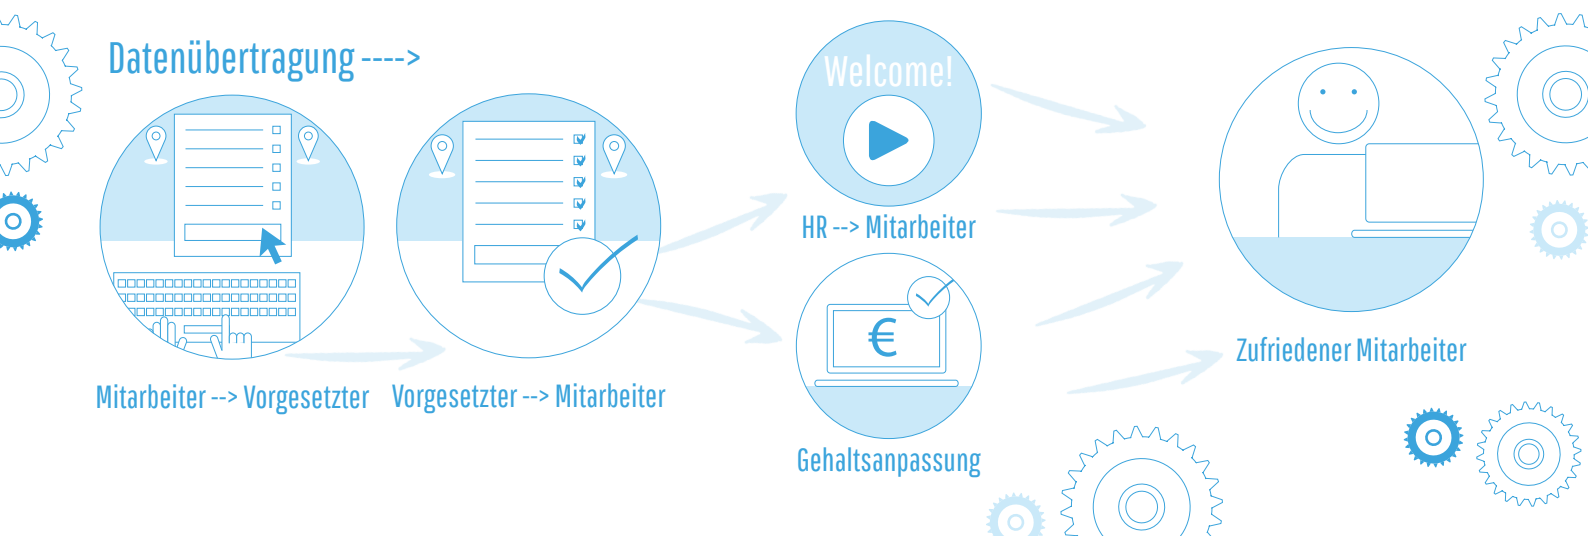 Datenübertragung ---->
Welcome!
HR --> Mitarbeiter
€
Mitarbeiter --> Vorgesetzter
Vorgesetzter --> Mitarbeiter
Gehaltsanpassung
Zufriedener Mitarbeiter